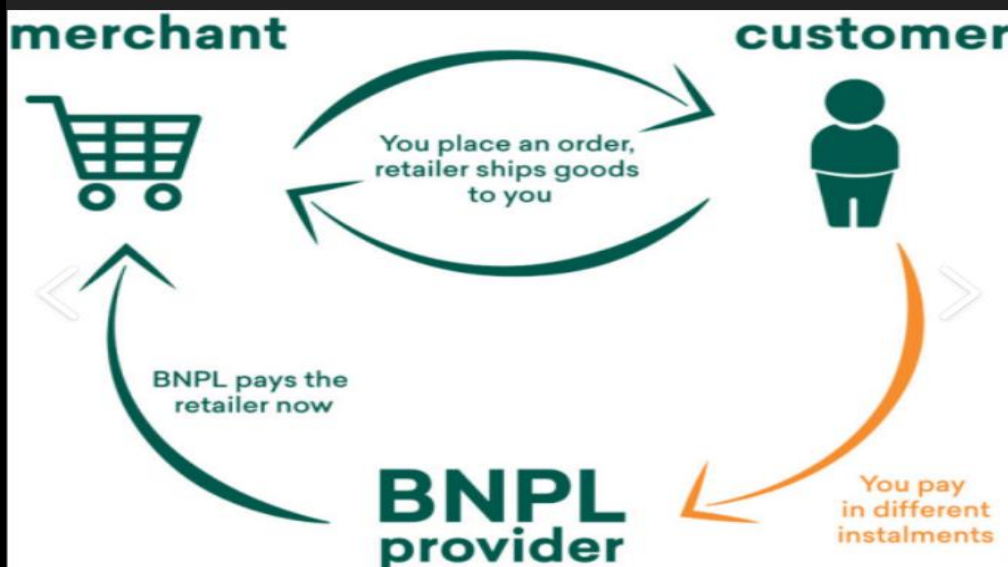 merchant
customer
You place an order,
retailer ships goods
to you
BNPL pays the
retailer now
BNPL
provider
You pay
in different
instalments